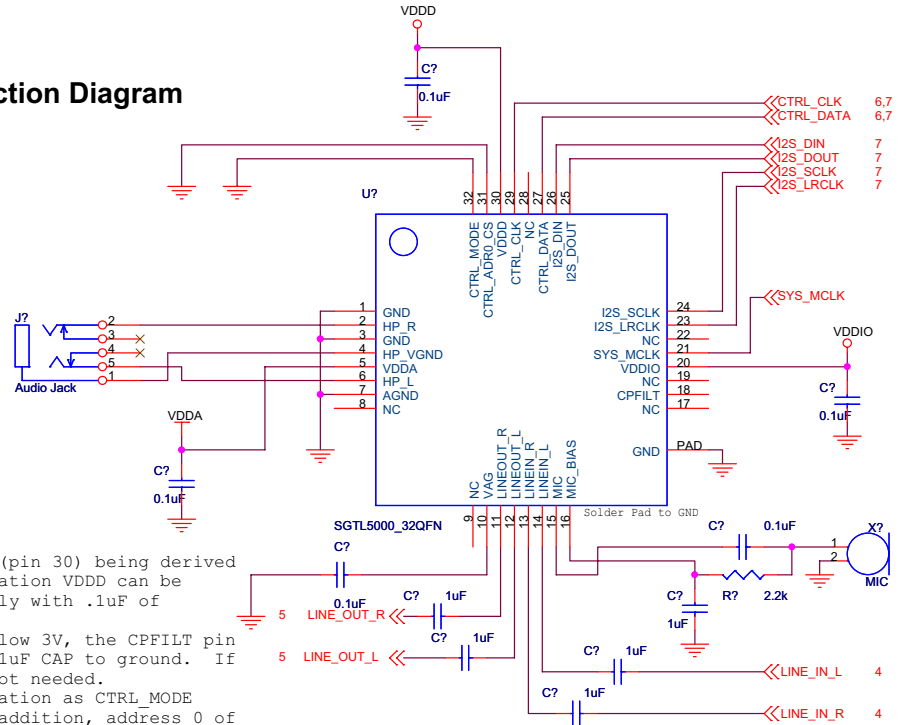 VDDD
C?
0.1uF
ction Diagram
CTRL_CLK 6,7
CTRL_DATA 6,7
I2S_DIN 7
I2S_DOUT 7
I2S_SCLK 7
I2S_LRCLK 7
U?
32 31 30 29 28 27 26 25
CTRL_MODE
CTRL_ADR0_CS
VDDD
CTRL_CLK
NC
CTRL_DATA
I2S_DIN
I2S_DOUT
SYS_MCLK
J?
2
3
4
5
1
Audio Jack
1 GND
2 HP_R
3 GND
4 HP_VGND
5 VDDA
6 HP_L
7 AGND
8 NC
I2S_SCLK 24
I2S_LRCLK 23
NC 22
SYS_MCLK 21
VDDIO 20
NC 19
CPFILT 18
NC 17
GND PAD
VDDIO
C?
0.1uF
VDDA
C?
0.1uF
NC
VAG
LINEOUT_R
LINEOUT_L
LINEIN_R
LINEIN_L
MIC
MIC_BIAS
9 10 11 12 13 14 15 16
Solder Pad to GND
SGTL5000_32QFN
C?
0.1uF
C? 0.1uF
X?
1
2
MIC
R? 2.2k
C?
1uF
C? 1uF
5 LINE_OUT_R
C? 1uF
5 LINE_OUT_L
C? 1uF
LINE_IN_L 4
C? 1uF
LINE_IN_R 4
(pin 30) being derived
ation VDDD can be
ly with .1uF of
low 3V, the CPFILT pin
1uF CAP to ground. If
ot needed.
ation as CTRL_MODE
addition, address 0 of